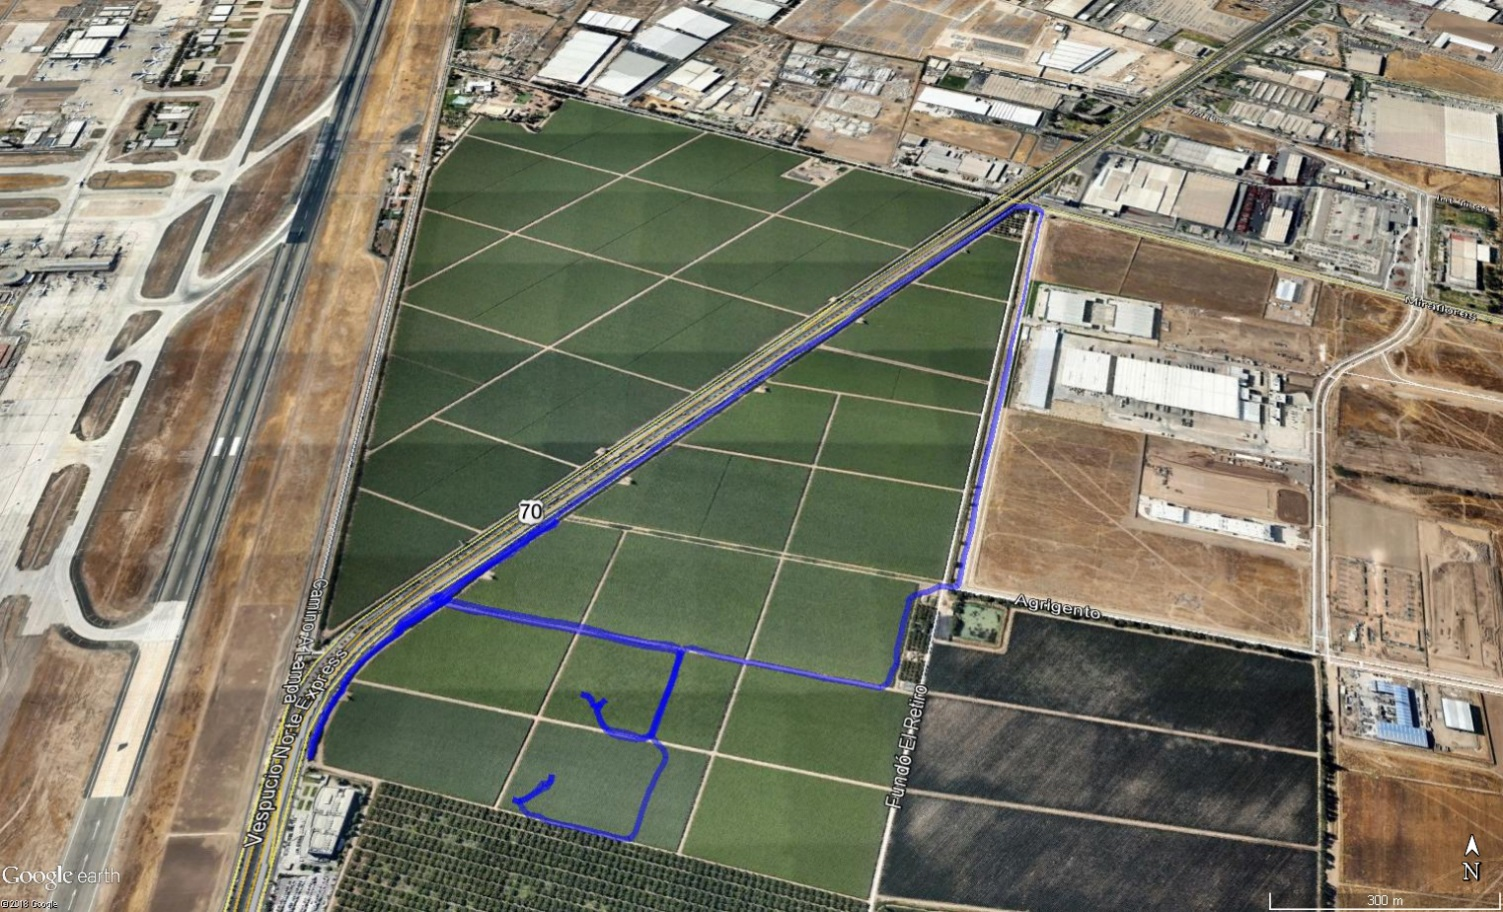 70
Miraflores
Agrigento
Camino A Lampa
Vespucio Norte Express
Fundo El Retiro
Google earth
N
©2018 Google
300 m